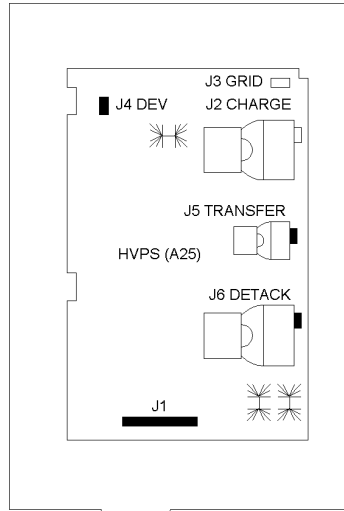 J3 GRID
J4 DEV
J2 CHARGE
J5 TRANSFER
HVPS (A25)
J6 DETACK
J1